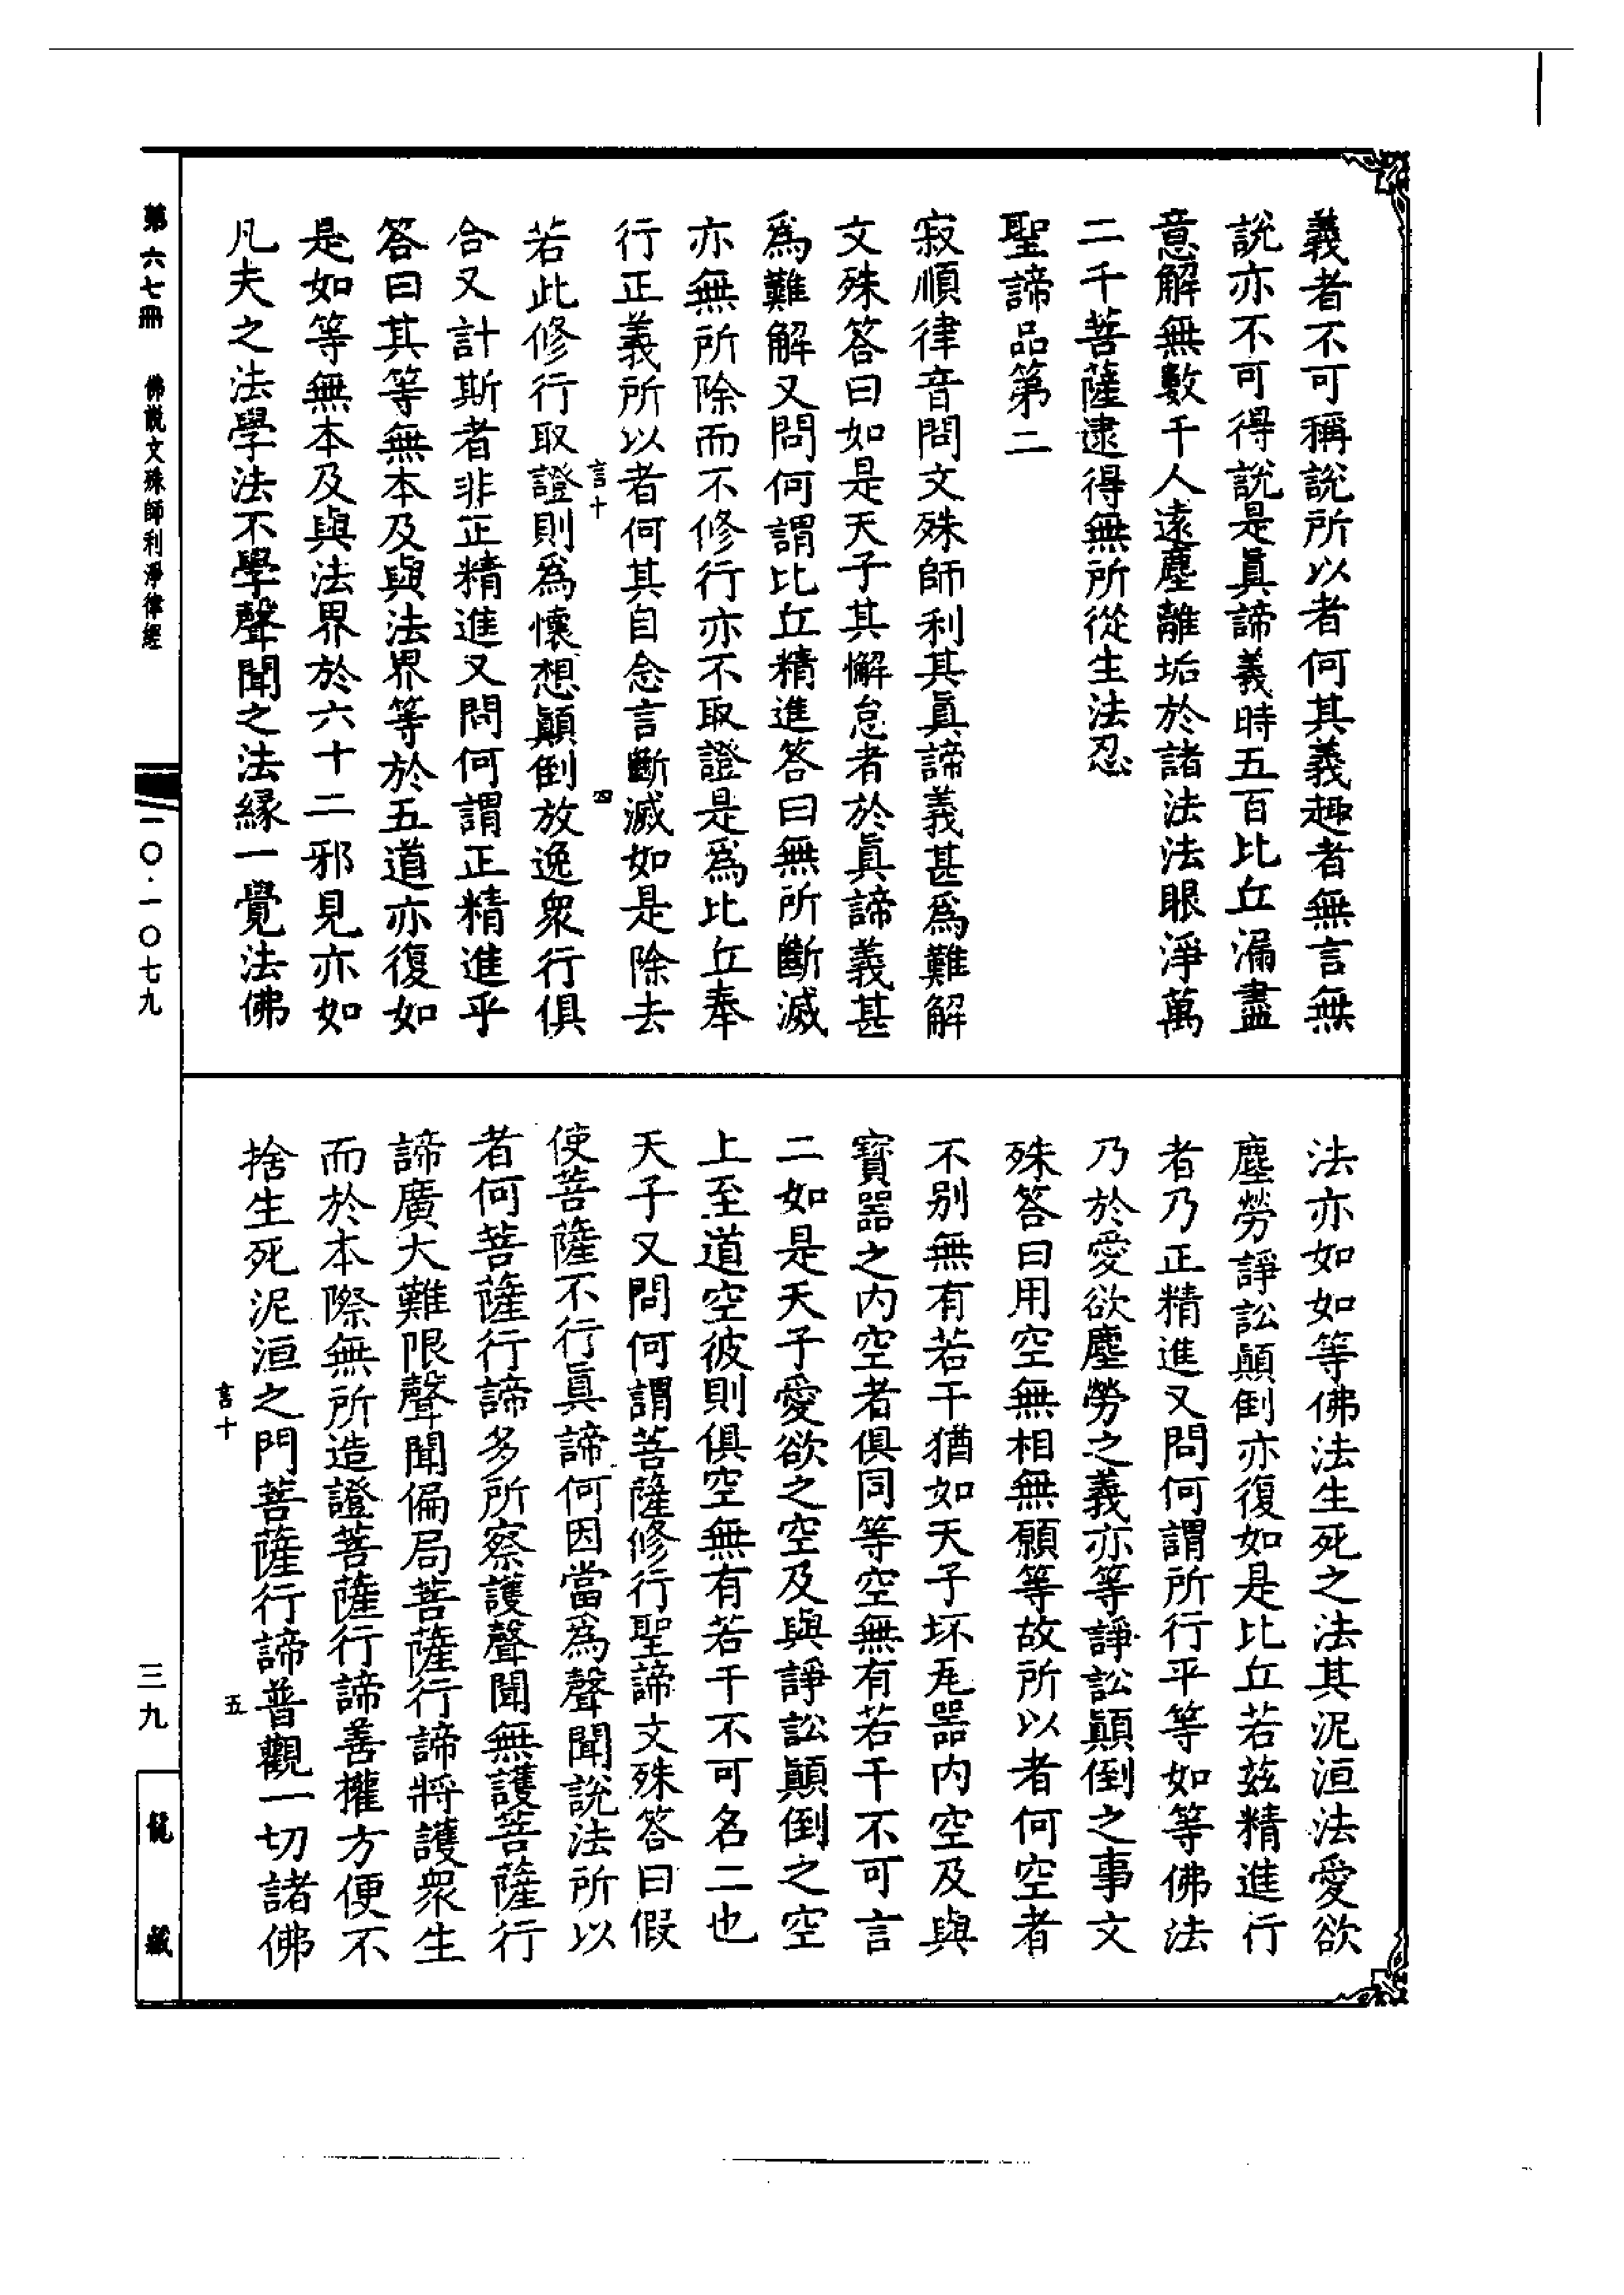 義者不可稱說所以者何其義趣者無言無
說亦不可得說是眞諦義時五百比丘漏盡
意解無數千人遠塵離垢於諸法法眼淨萬
二千菩薩逮得無所從生法忍
聖諦品第二
寂順律音問文殊師利其眞諦義甚爲難解
文殊答曰如是天子其懈怠者於眞諦義甚
爲難解又問何謂比丘精進答曰無所斷滅
亦無所除而不修行亦不取證是爲比丘奉
行正義所以者何其自念言斷滅如是除去
言十
四
若此修行取證則爲懷想顚倒放逸衆行俱
合又計斯者非正精進又問何謂正精進乎
答曰其等無本及與法界等於五道亦復如
是如等無本及與法界於六十二邪見亦如
凡夫之法學法不學聲聞之法緣一覺法佛
第六七冊
佛說文殊師利淨律經
一〇·一〇七九
法亦如如等佛法生死之法其泥洹法愛欲
塵勞諍訟顚倒亦復如是比丘若玆精進行
者乃正精進又問何謂所行平等如等佛法
乃於愛欲塵勞之義亦等諍訟顚倒之事文
殊答曰用空無相無願等故所以者何空者
不别無有若干猶如天子坏瓦器内空及與
寶器之内空者俱同等空無有若干不可言
二如是天子愛欲之空及與諍訟顚倒之空
上至道空彼則俱空無有若干不可名二也
天子又問何謂菩薩修行聖諦文殊答曰假
使菩薩不行眞諦何因當爲聲聞說法所以
者何菩薩行諦多所察護聲聞無護菩薩行
諦廣大難限聲聞偏局菩薩行諦將護衆生
而於本際無所造證菩薩行諦善權方便不
捨生死泥洹之門菩薩行諦普觀一切諸佛
言十
五
三九
龍藏